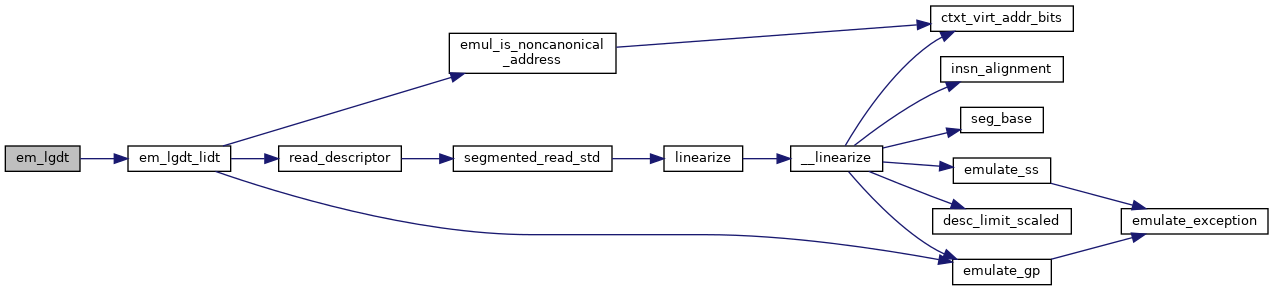 em_lgdt
em_lgdt_lidt
emul_is_noncanonical
_address
read_descriptor
segmented_read_std
linearize
__linearize
ctxt_virt_addr_bits
insn_alignment
seg_base
emulate_ss
desc_limit_scaled
emulate_gp
emulate_exception